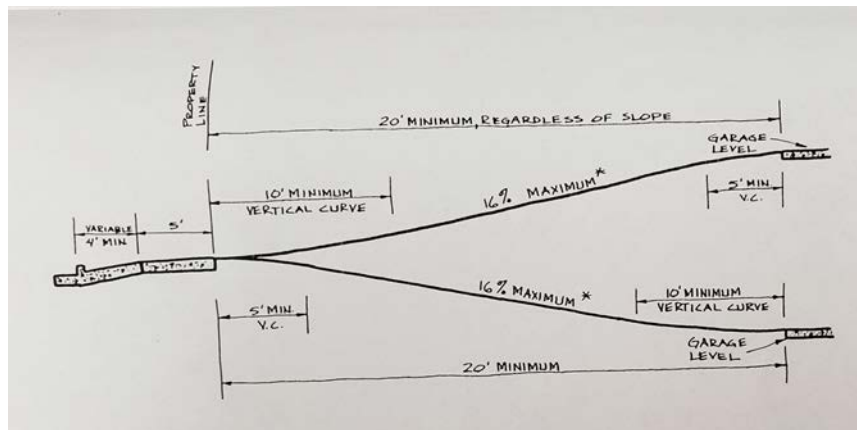 PROPERTY
LINE
20' MINIMUM, REGARDLESS OF SLOPE
GARAGE
LEVEL
10' MINIMUM
VERTICAL CURVE
16% MAXIMUM*
5' MIN.
V.C.
VARIABLE
4' MIN
5'
16% MAXIMUM*
10' MINIMUM
VERTICAL CURVE
5' MIN.
V.C.
GARAGE
LEVEL
20' MINIMUM